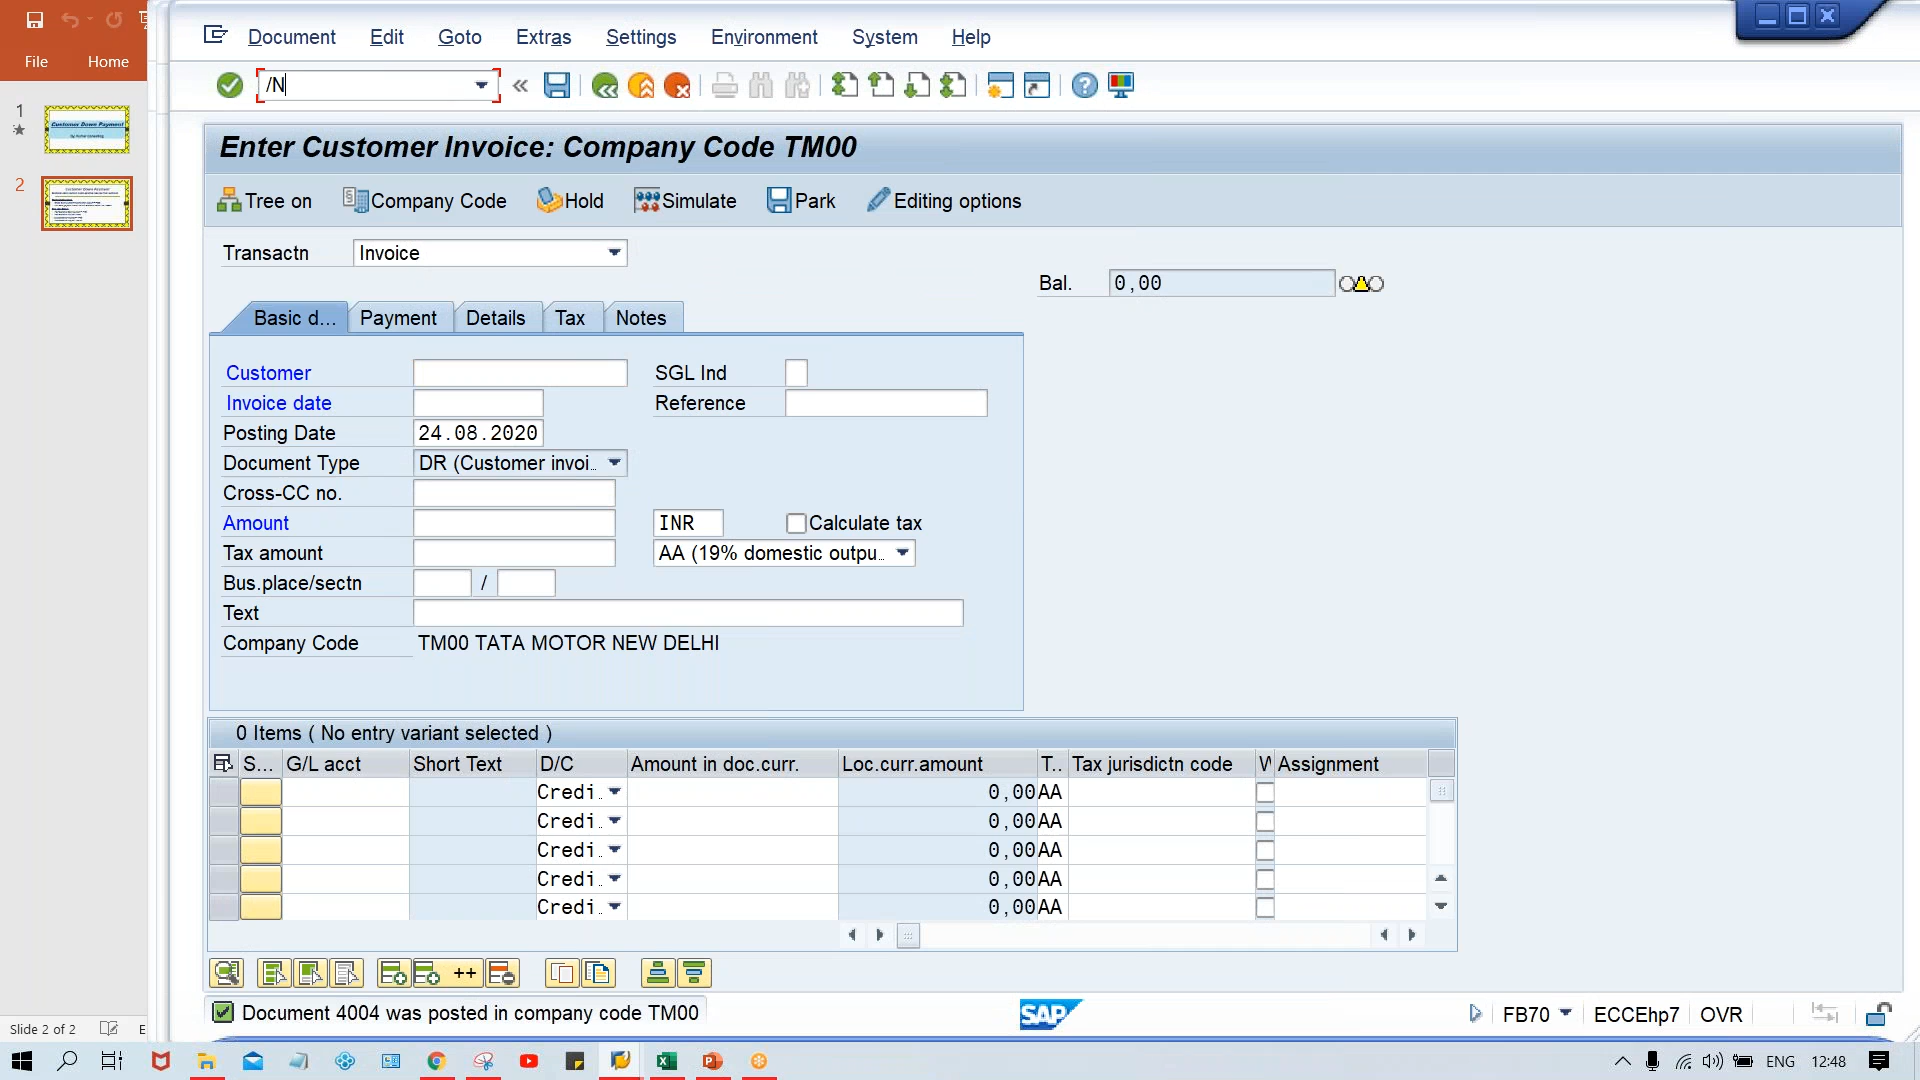 File Home
1
Customer Down Payment
2
Slide 2 of 2
E
Document Edit Goto Extras Settings Environment System Help
/N
Enter Customer Invoice: Company Code TM00
Tree on Company Code Hold Simulate Park Editing options
Transactn Invoice
Bal. 0,00
Basic d... Payment Details Tax Notes
Customer SGL Ind
Invoice date Reference
Posting Date 24.08.2020
Document Type DR (Customer invoi…
Cross-CC no.
Amount INR Calculate tax
Tax amount AA (19% domestic outpu…
Bus.place/sectn /
Text
Company Code TM00 TATA MOTOR NEW DELHI
0 Items ( No entry variant selected )
S... G/L acct Short Text D/C Amount in doc.curr. Loc.curr.amount T.. Tax jurisdictn code W Assignment
Credi… 0,00 AA
Credi… 0,00 AA
Credi… 0,00 AA
Credi… 0,00 AA
Credi… 0,00 AA
Document 4004 was posted in company code TM00
SAP
FB70 ECCEhp7 OVR
ENG 12:48